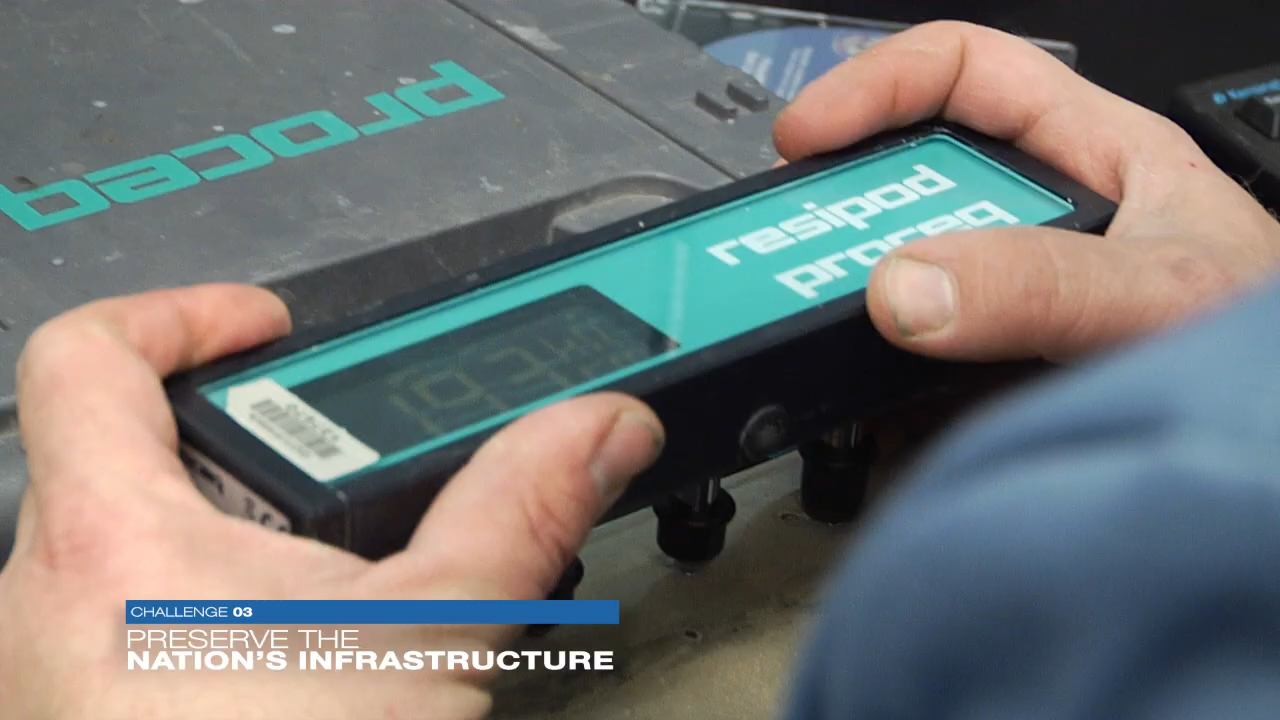 proceq
resipod
proceq
CHALLENGE 03
PRESERVE THE
NATION'S INFRASTRUCTURE